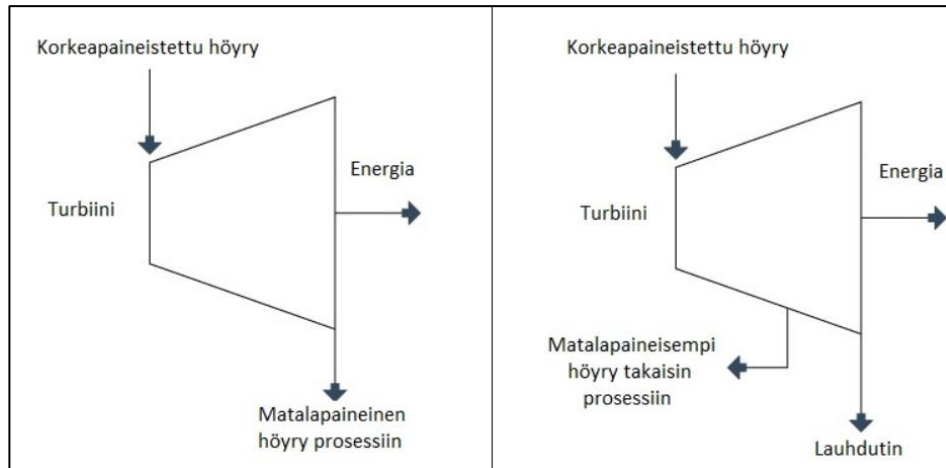 Korkeapaineistettu höyry
Energia
Turbiini
Matalapaineinen
höyry prosessiin
Korkeapaineistettu höyry
Energia
Turbiini
Matalapaineisempi
höyry takaisin
prosessiin
Lauhdutin